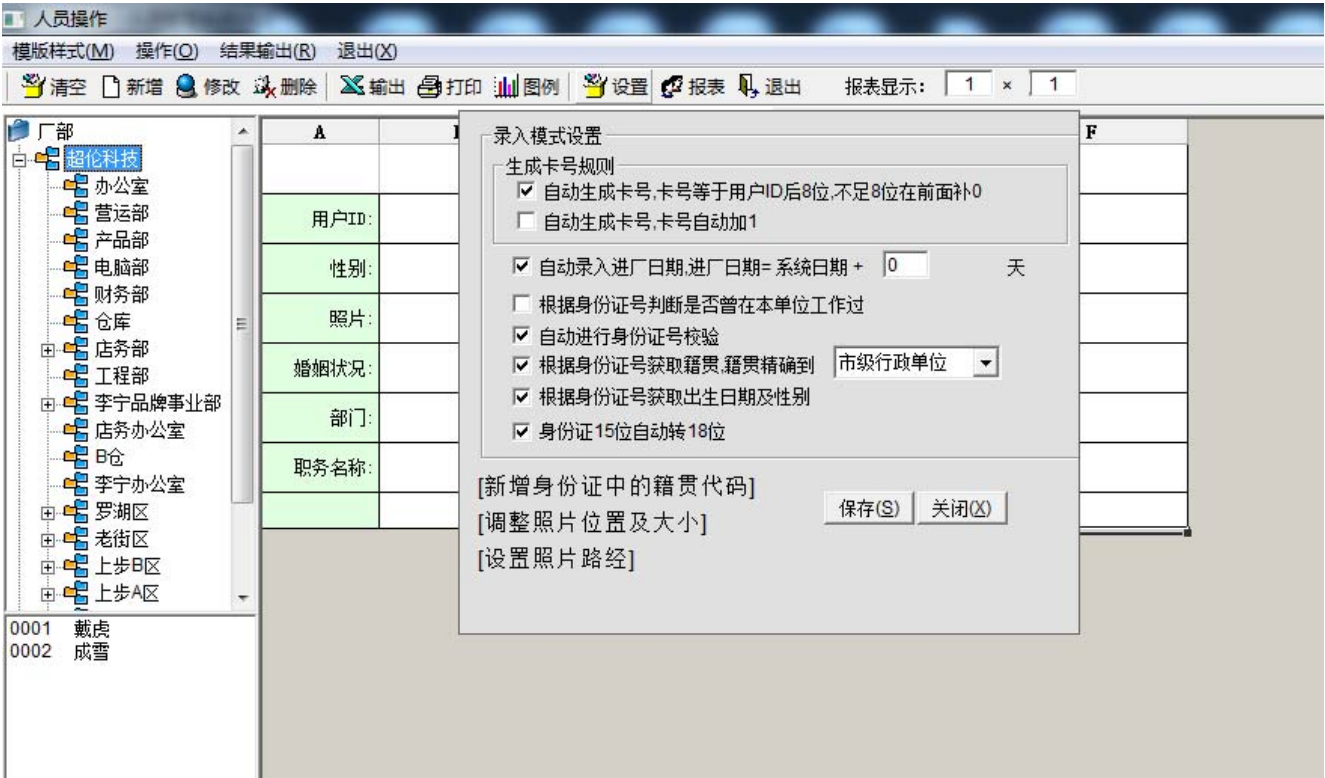 人员操作
模版样式(M) 操作(O) 结果输出(R) 退出(X)
清空 新增 修改 删除 输出 打印 图例 设置 报表 退出 报表显示: 1 × 1
厂部
超伦科技
办公室
营运部
产品部
电脑部
财务部
仓库
店务部
工程部
李宁品牌事业部
店务办公室
B仓
李宁办公室
罗湖区
老街区
上步B区
上步A区
0001 戴虎
0002 成雪
A F
用户ID:
性别:
照片:
婚姻状况:
部门:
职务名称:
录入模式设置
生成卡号规则
自动生成卡号,卡号等于用户ID后8位,不足8位在前面补0
自动生成卡号,卡号自动加1
自动录入进厂日期,进厂日期= 系统日期 + 0 天
根据身份证号判断是否曾在本单位工作过
自动进行身份证号校验
根据身份证号获取籍贯,籍贯精确到 市级行政单位
根据身份证号获取出生日期及性别
身份证15位自动转18位
[新增身份证中的籍贯代码]
[调整照片位置及大小]
[设置照片路经]
保存(S) 关闭(X)